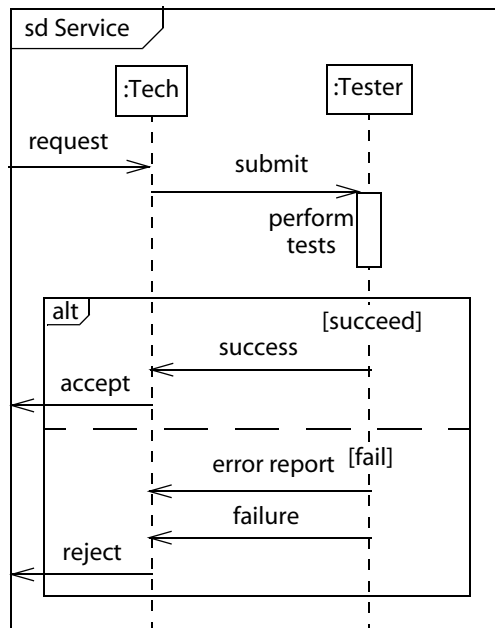 sd Service
:Tech
:Tester
request
submit
perform
tests
alt
[succeed]
success
accept
error report
[fail]
failure
reject